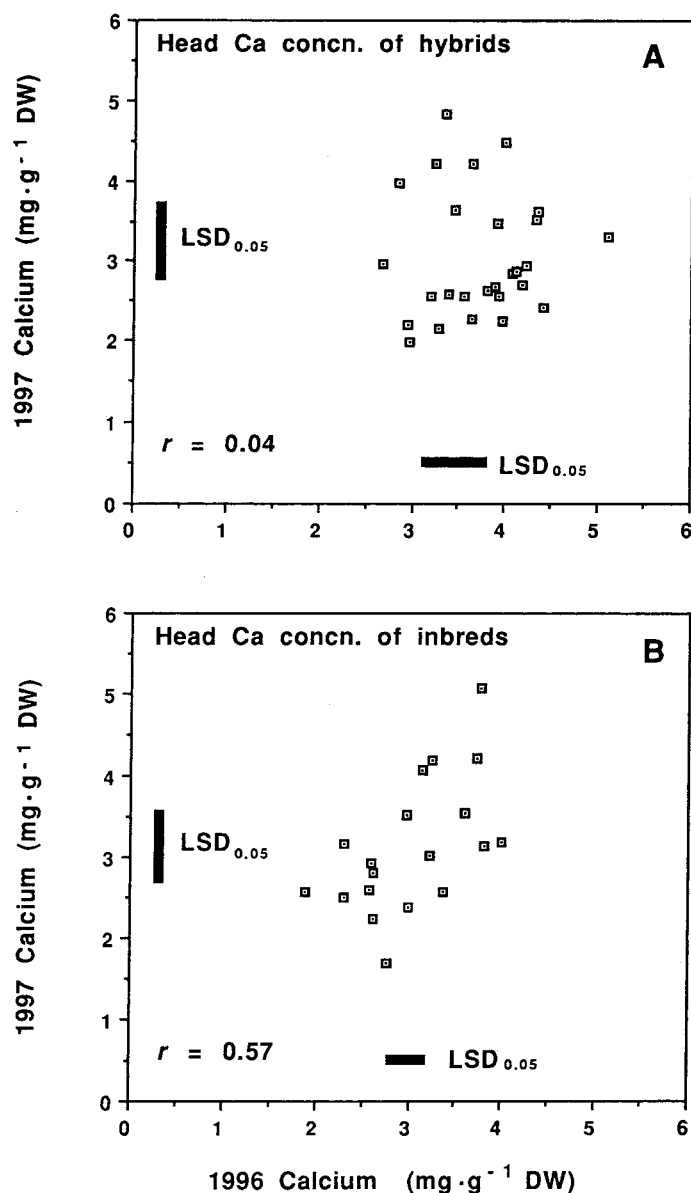 Head Ca concn. of hybrids
A
6
5
4
3
2
1
0
1997 Calcium (mg·g⁻¹ DW)
LSD₀.₀₅
r = 0.04
LSD₀.₀₅
0 1 2 3 4 5 6
Head Ca concn. of inbreds
B
6
5
4
3
2
1
0
1997 Calcium (mg·g⁻¹ DW)
LSD₀.₀₅
r = 0.57
LSD₀.₀₅
0 1 2 3 4 5 6
1996 Calcium (mg·g⁻¹ DW)